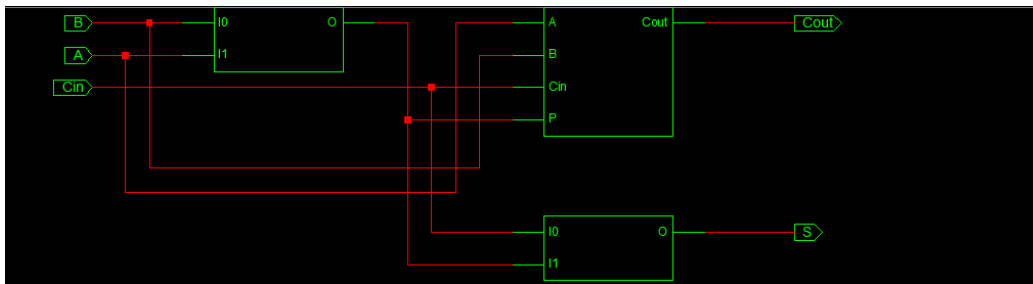 B I0 O A Cout Cout
A I1 B
Cin Cin
P
I0 O S
I1